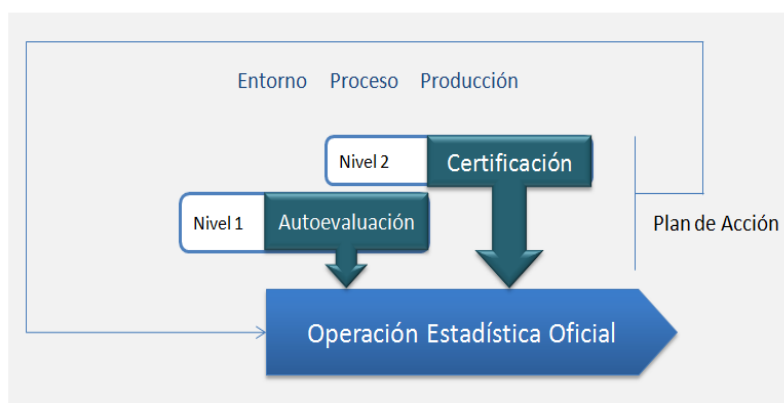 Entorno Proceso Producción
Nivel 2
Certificación
Nivel 1
Autoevaluación
Plan de Acción
Operación Estadística Oficial